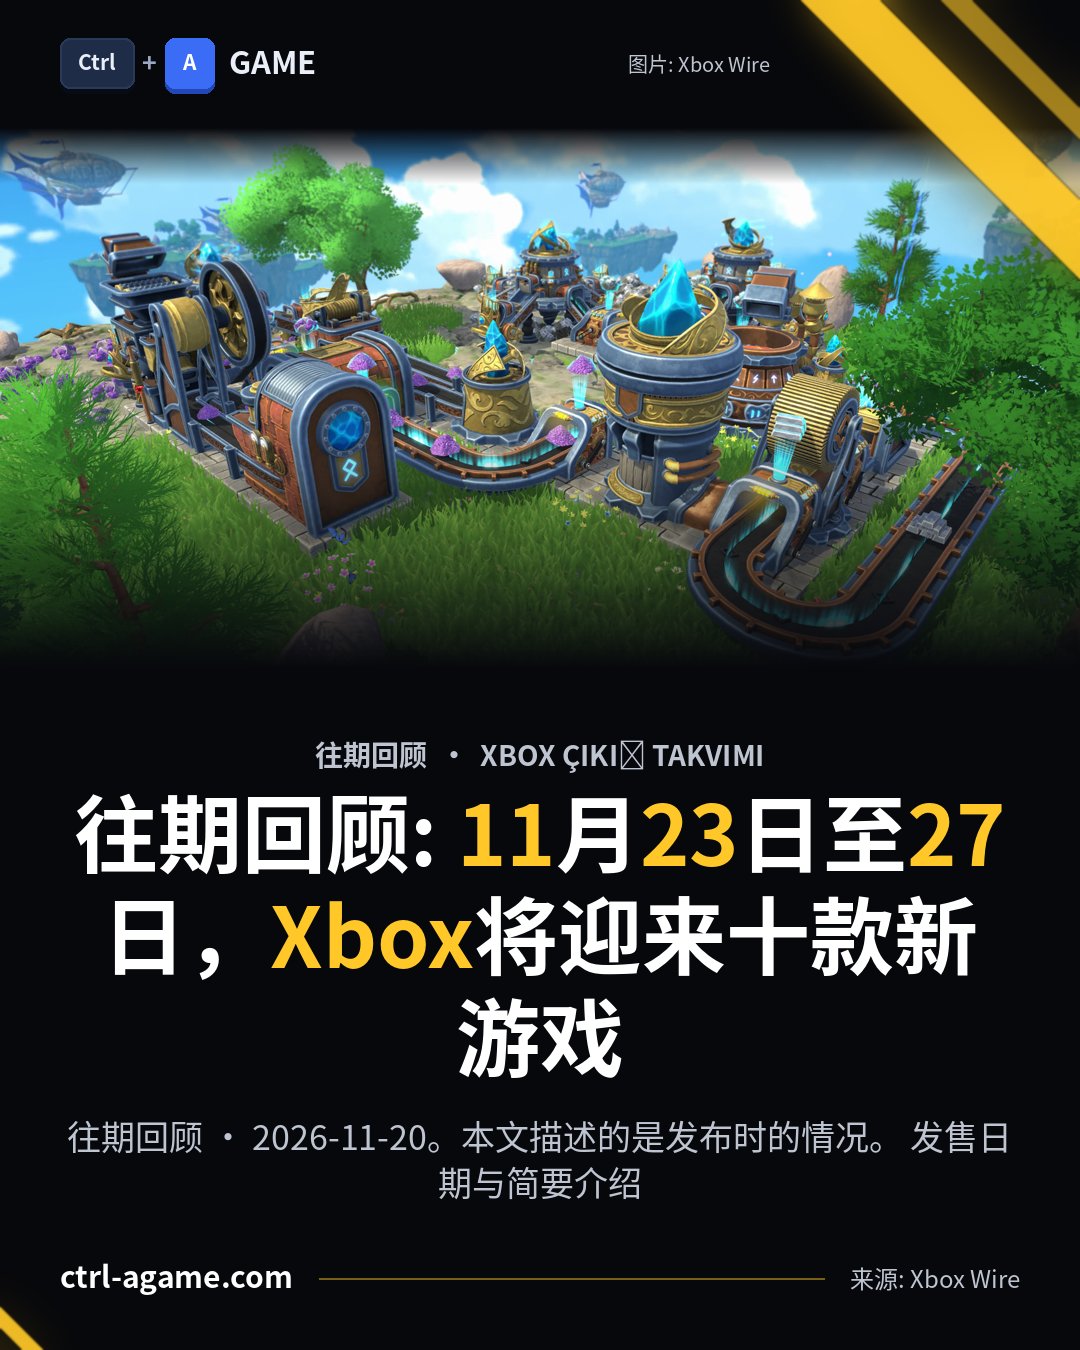 Ctrl + A GAME
图片: Xbox Wire
往期回顾 • XBOX ÇIKI TAKVIMI
往期回顾: 11月23日至27
日，Xbox将迎来十款新
游戏
往期回顾 • 2026-11-20。本文描述的是发布时的情况。 发售日
期与简要介绍
ctrl-agame.com
来源: Xbox Wire